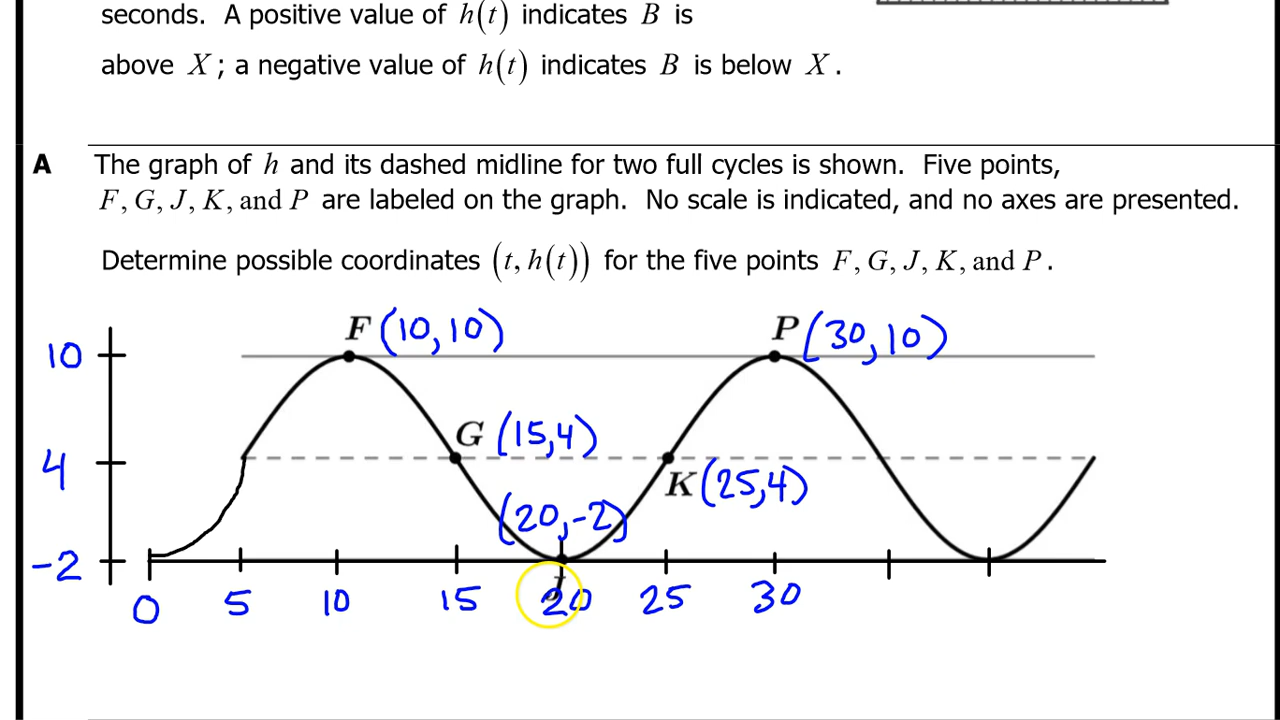 seconds. A positive value of h(t) indicates B is
above X; a negative value of h(t) indicates B is below X.
A The graph of h and its dashed midline for two full cycles is shown. Five points,
F, G, J, K, and P are labeled on the graph. No scale is indicated, and no axes are presented.
Determine possible coordinates (t, h(t)) for the five points F, G, J, K, and P.
F (10,10)
P (30,10)
10
G (15,4)
4
K (25,4)
(20,-2)
-2
J
0 5 10 15 20 25 30